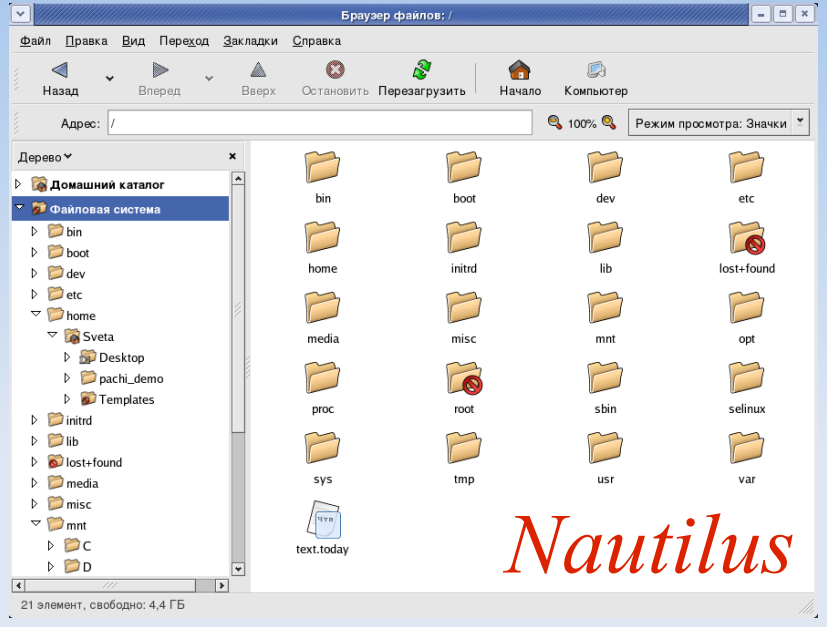 Браузер файлов: /
Файл Правка Вид Переход Закладки Справка
Назад Вперед Вверх Остановить Перезагрузить Начало Компьютер
Адрес: / 100% Режим просмотра: Значки
Дерево
Домашний каталог
Файловая система
bin
boot
dev
etc
home
Sveta
Desktop
pachi_demo
Templates
initrd
lib
lost+found
media
misc
mnt
C
D
bin boot dev etc
home initrd lib lost+found
media misc mnt opt
proc root sbin selinux
sys tmp usr var
Чтв
text.today
Nautilus
21 элемент, свободно: 4,4 ГБ